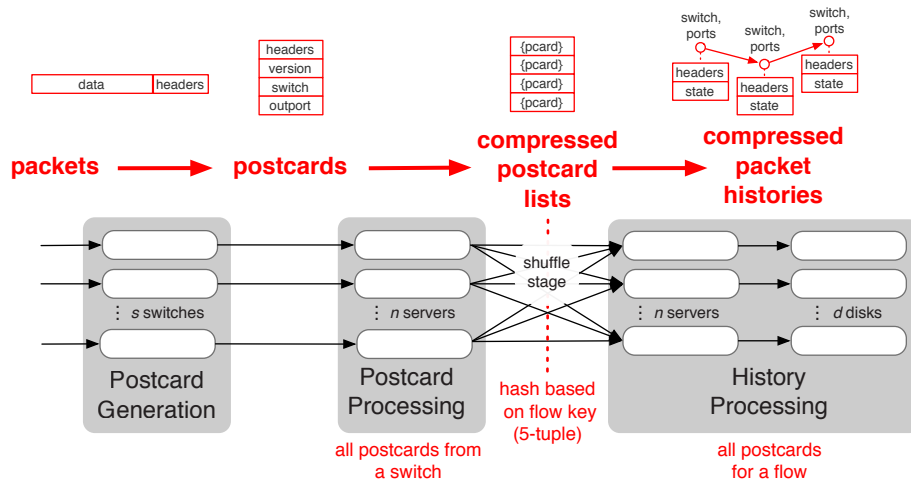 data
headers
headers
version
switch
outport
{pcard}
{pcard}
{pcard}
{pcard}
switch,
ports
switch,
ports
switch,
ports
headers
state
headers
state
headers
state
packets
postcards
compressed
postcard
lists
compressed
packet
histories
shuffle
stage
⋮ s switches
⋮ n servers
⋮ n servers
⋮ d disks
Postcard
Generation
Postcard
Processing
hash based
on flow key
(5-tuple)
History
Processing
all postcards from
a switch
all postcards
for a flow